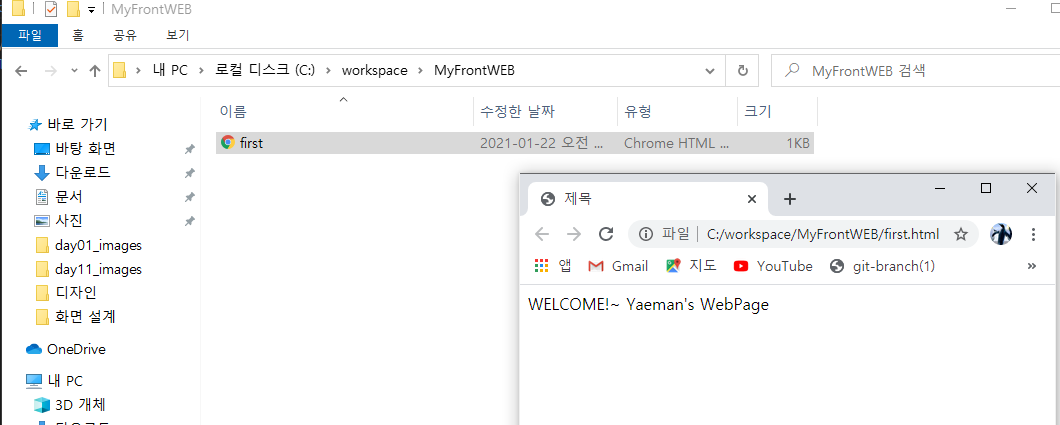 MyFrontWEB
파일 홈 공유 보기
내 PC > 로컬 디스크 (C:) > workspace > MyFrontWEB
MyFrontWEB 검색
이름 수정한 날짜 유형 크기
first 2021-01-22 오전 ... Chrome HTML ... 1KB
바로 가기
바탕 화면
다운로드
문서
사진
day01_images
day11_images
디자인
화면 설계
OneDrive
내 PC
3D 개체
다운로드
제목
파일 | C:/workspace/MyFrontWEB/first.html
앱 Gmail 지도 YouTube git-branch(1) »
WELCOME!~ Yaeman's WebPage